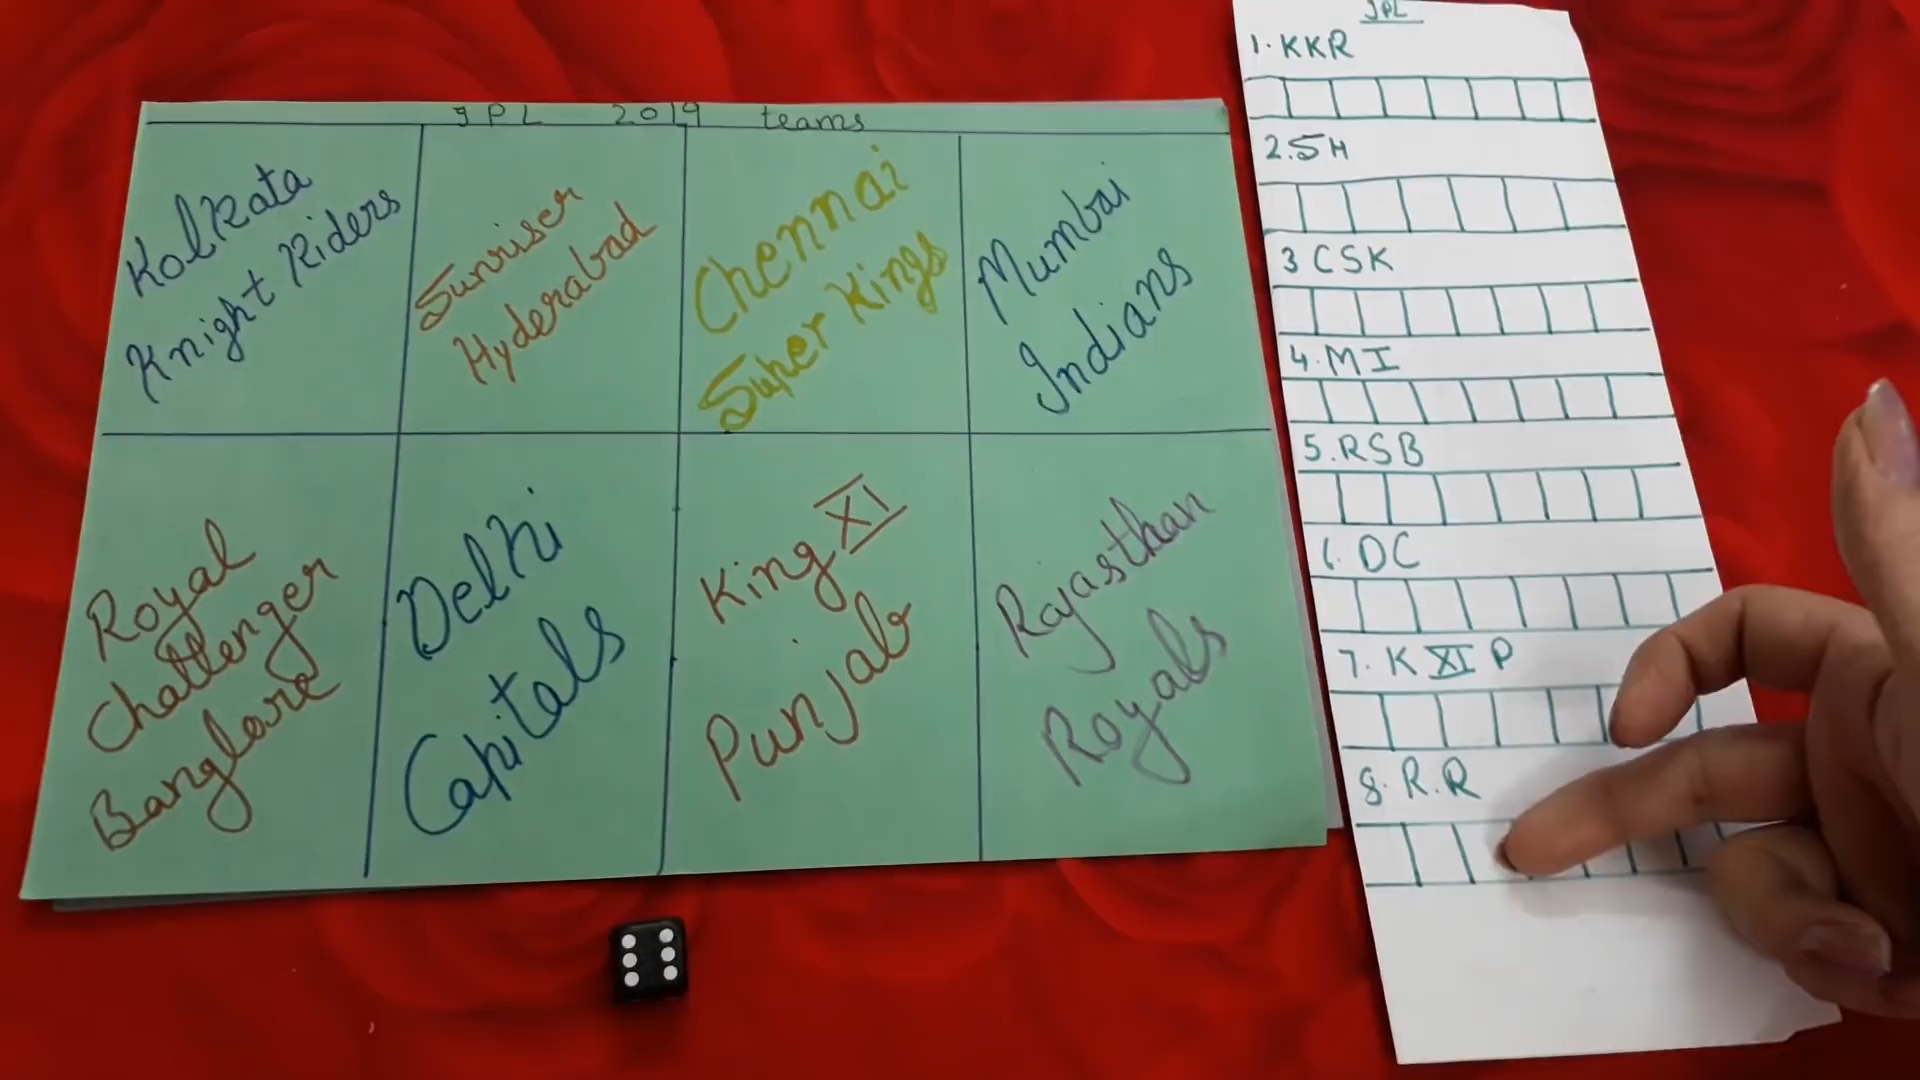 IPL 2019 teams
Kolkata
Knight Riders
Sunriser
Hyderabad
Chennai
Super Kings
Mumbai
Indians
Royal
Challenger
Banglore
Delhi
Capitals
King XI
Punjab
Rajasthan
Royals
IPL
1. KKR
2. SH
3 CSK
4. MI
5. RSB
6. DC
7. K XI P
8. R.R